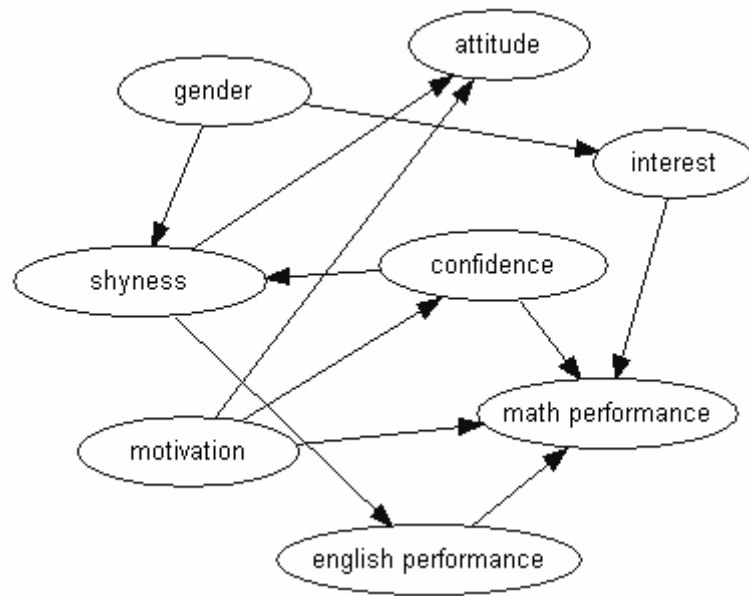 attitude
gender
interest
confidence
shyness
math performance
motivation
english performance